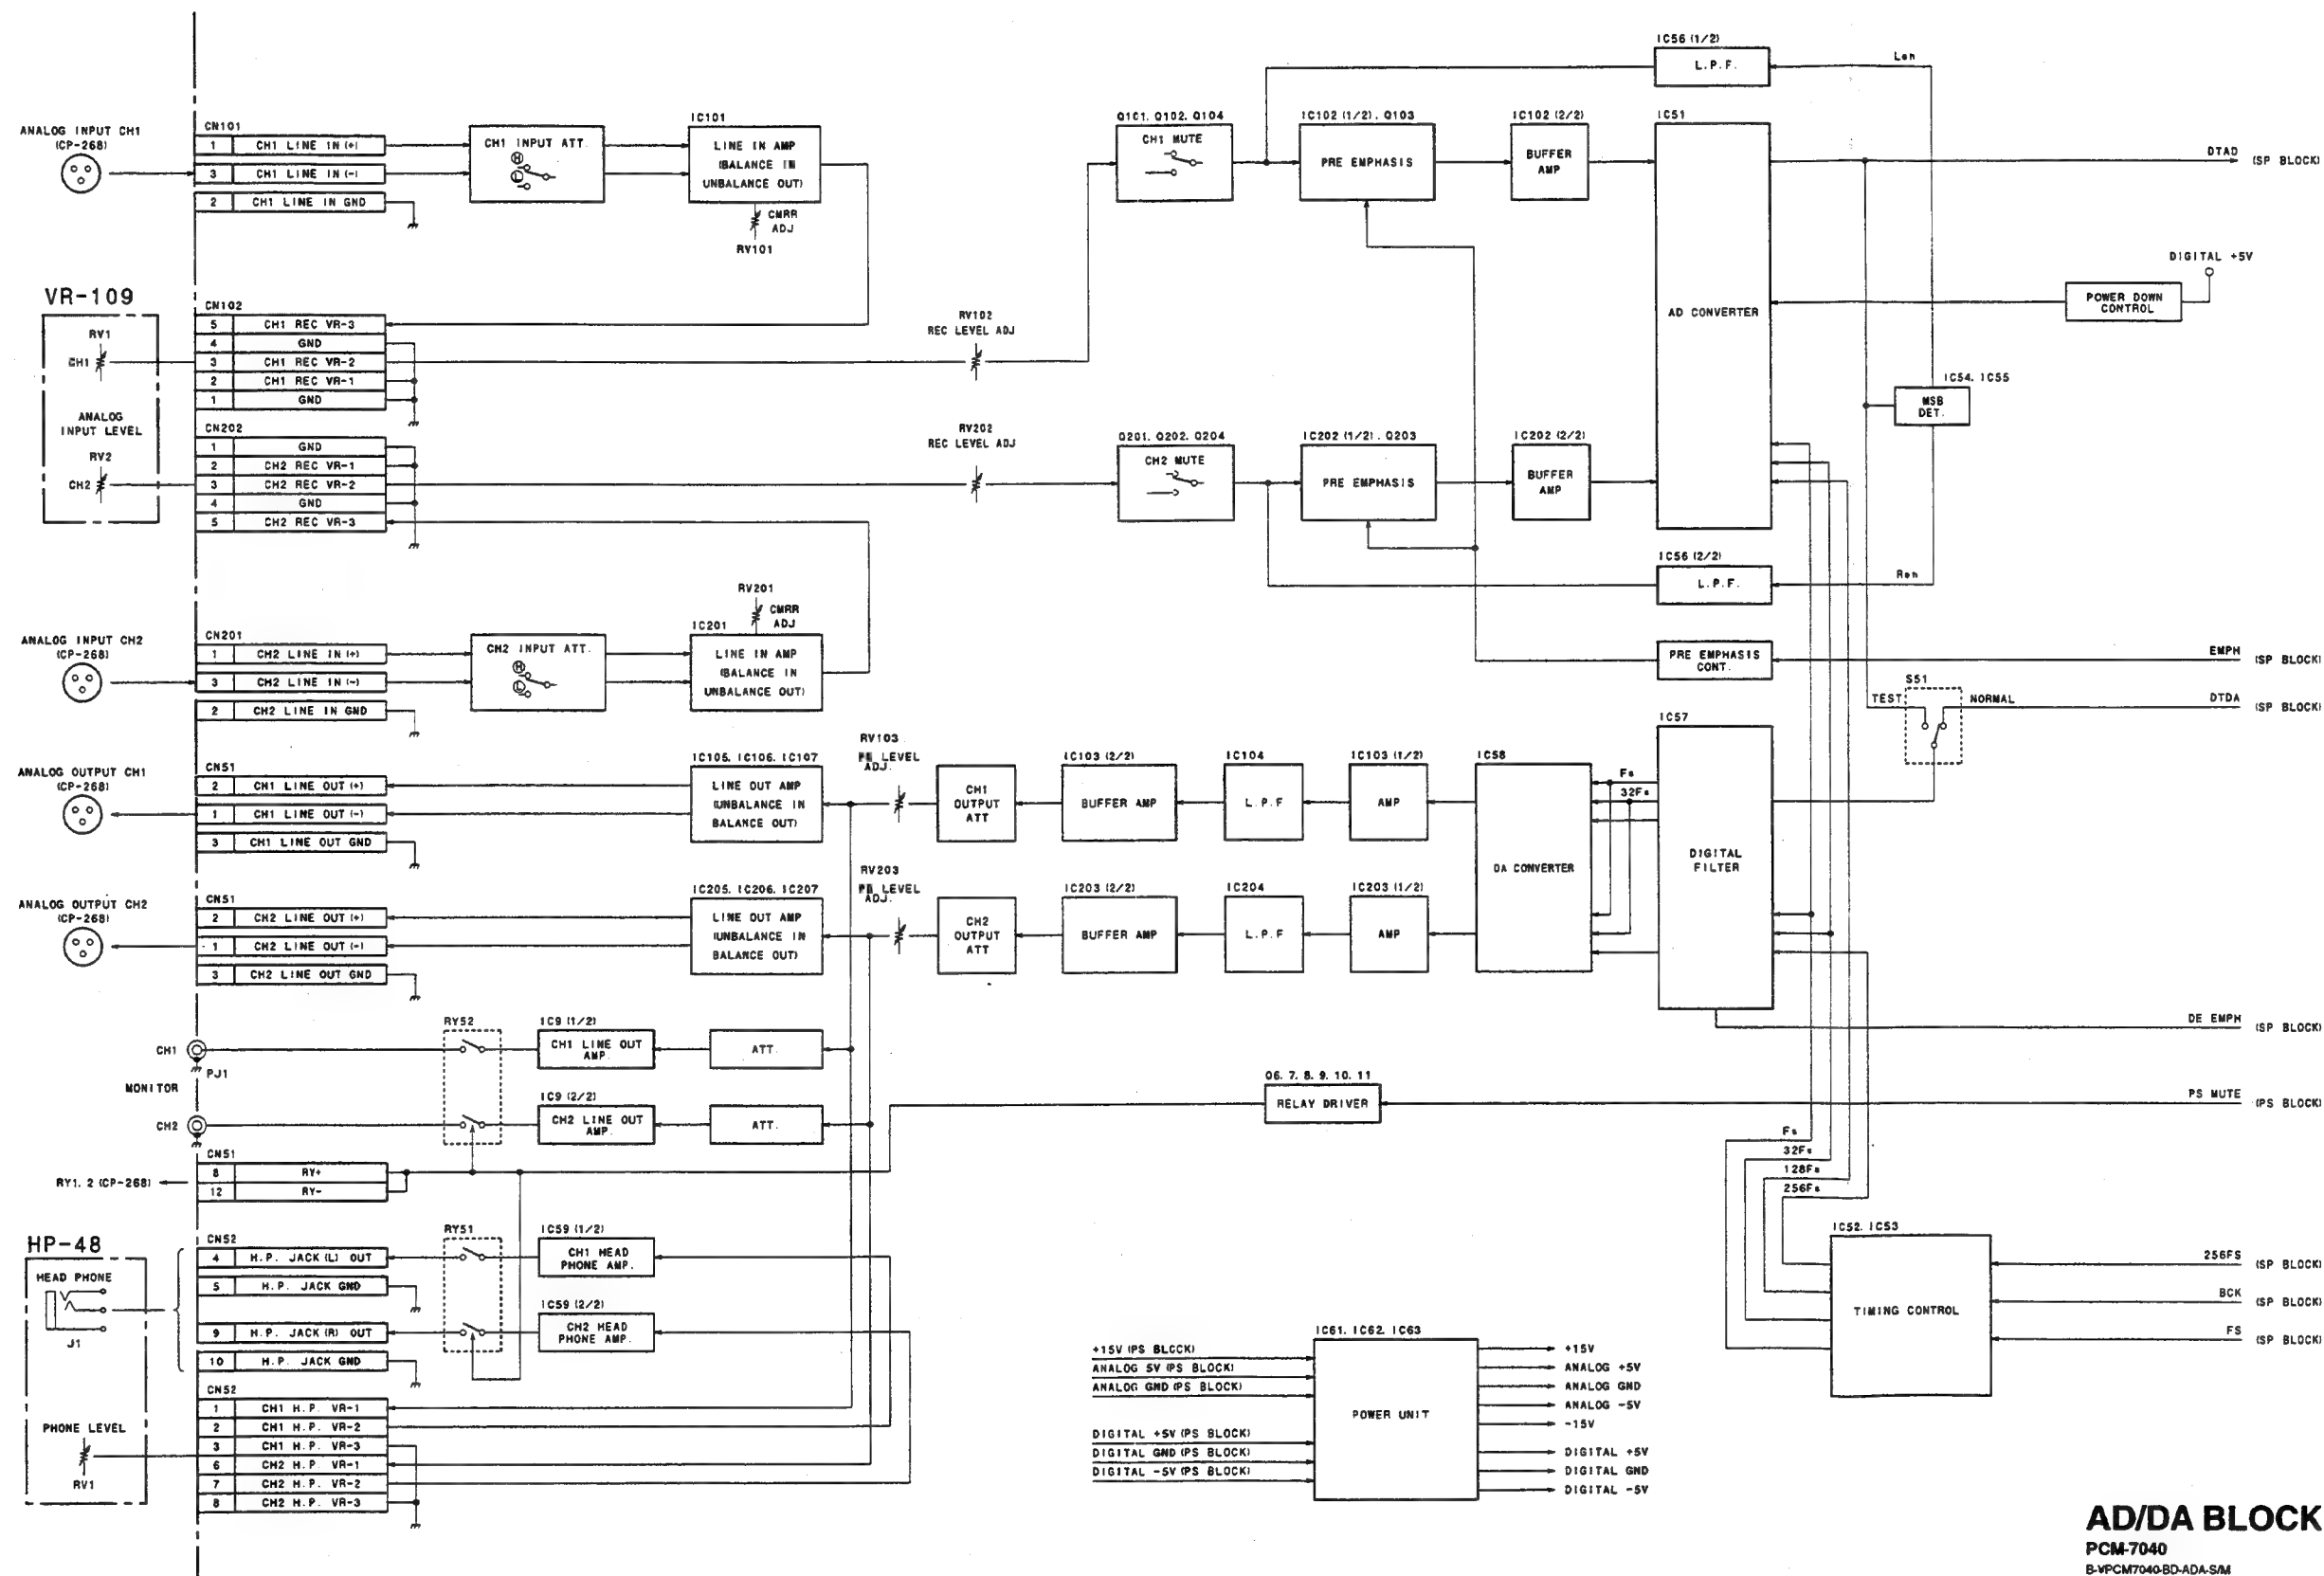 IC56 (1/2)
L.P.F.
Lch
ANALOG INPUT CH1
(CP-268)
CN101
1 CH1 LINE IN (+)
3 CH1 LINE IN (-)
2 CH1 LINE IN GND
CH1 INPUT ATT.
H
L
IC101
LINE IN AMP
(BALANCE IN
UNBALANCE OUT)
CMRR
ADJ
RV101
Q101. Q102. Q104
CH1 MUTE
IC102 (1/2). Q103
PRE EMPHASIS
IC102 (2/2)
BUFFER
AMP
IC51
AD CONVERTER
DTAD (SP BLOCK)
DIGITAL +5V
POWER DOWN
CONTROL
VR-109
RV1
CH1
ANALOG
INPUT LEVEL
RV2
CH2
CN102
5 CH1 REC VR-3
4 GND
3 CH1 REC VR-2
2 CH1 REC VR-1
1 GND
RV102
REC LEVEL ADJ
IC54. IC55
MSB
DET.
CN202
1 GND
2 CH2 REC VR-1
3 CH2 REC VR-2
4 GND
5 CH2 REC VR-3
RV202
REC LEVEL ADJ
Q201. Q202. Q204
CH2 MUTE
IC202 (1/2). Q203
PRE EMPHASIS
IC202 (2/2)
BUFFER
AMP
IC56 (2/2)
L.P.F.
Rch
ANALOG INPUT CH2
(CP-268)
CN201
1 CH2 LINE IN (+)
3 CH2 LINE IN (-)
2 CH2 LINE IN GND
CH2 INPUT ATT.
H
L
RV201
CMRR
ADJ
IC201
LINE IN AMP
(BALANCE IN
UNBALANCE OUT)
PRE EMPHASIS
CONT.
EMPH (SP BLOCK)
S51
TEST
NORMAL
DTDA (SP BLOCK)
ANALOG OUTPUT CH1
(CP-268)
CN51
2 CH1 LINE OUT (+)
1 CH1 LINE OUT (-)
3 CH1 LINE OUT GND
IC105. IC106. IC107
LINE OUT AMP
(UNBALANCE IN
BALANCE OUT)
RV103
PB LEVEL
ADJ.
CH1
OUTPUT
ATT
IC103 (2/2)
BUFFER AMP
IC104
L.P.F
IC103 (1/2)
AMP
IC58
DA CONVERTER
Fs
32Fs
IC57
DIGITAL
FILTER
ANALOG OUTPUT CH2
(CP-268)
CN51
2 CH2 LINE OUT (+)
1 CH2 LINE OUT (-)
3 CH2 LINE OUT GND
IC205. IC206. IC207
LINE OUT AMP
(UNBALANCE IN
BALANCE OUT)
RV203
PB LEVEL
ADJ.
CH2
OUTPUT
ATT
IC203 (2/2)
BUFFER AMP
IC204
L.P.F
IC203 (1/2)
AMP
DE EMPH (SP BLOCK)
CH1
PJ1
MONITOR
CH2
RY52
IC9 (1/2)
CH1 LINE OUT
AMP.
ATT.
IC9 (2/2)
CH2 LINE OUT
AMP.
ATT.
Q6. 7. 8. 9. 10. 11
RELAY DRIVER
PS MUTE (PS BLOCK)
RY1. 2 (CP-268)
CN51
8 RY+
12 RY-
Fs
32Fs
128Fs
256Fs
IC52. IC53
TIMING CONTROL
256FS (SP BLOCK)
BCK (SP BLOCK)
FS (SP BLOCK)
HP-48
HEAD PHONE
J1
PHONE LEVEL
RV1
CN52
4 H.P. JACK (L) OUT
5 H.P. JACK GND
9 H.P. JACK (R) OUT
10 H.P. JACK GND
RY51
IC59 (1/2)
CH1 HEAD
PHONE AMP.
IC59 (2/2)
CH2 HEAD
PHONE AMP.
CN52
1 CH1 H.P. VR-1
2 CH1 H.P. VR-2
3 CH1 H.P. VR-3
6 CH2 H.P. VR-1
7 CH2 H.P. VR-2
8 CH2 H.P. VR-3
+15V (PS BLOCK)
ANALOG 5V (PS BLOCK)
ANALOG GND (PS BLOCK)
DIGITAL +5V (PS BLOCK)
DIGITAL GND (PS BLOCK)
DIGITAL -5V (PS BLOCK)
IC61. IC62. IC63
POWER UNIT
+15V
ANALOG +5V
ANALOG GND
ANALOG -5V
-15V
DIGITAL +5V
DIGITAL GND
DIGITAL -5V
AD/DA BLOCK
PCM-7040
B-VPCM7040-BD-ADA-S/M